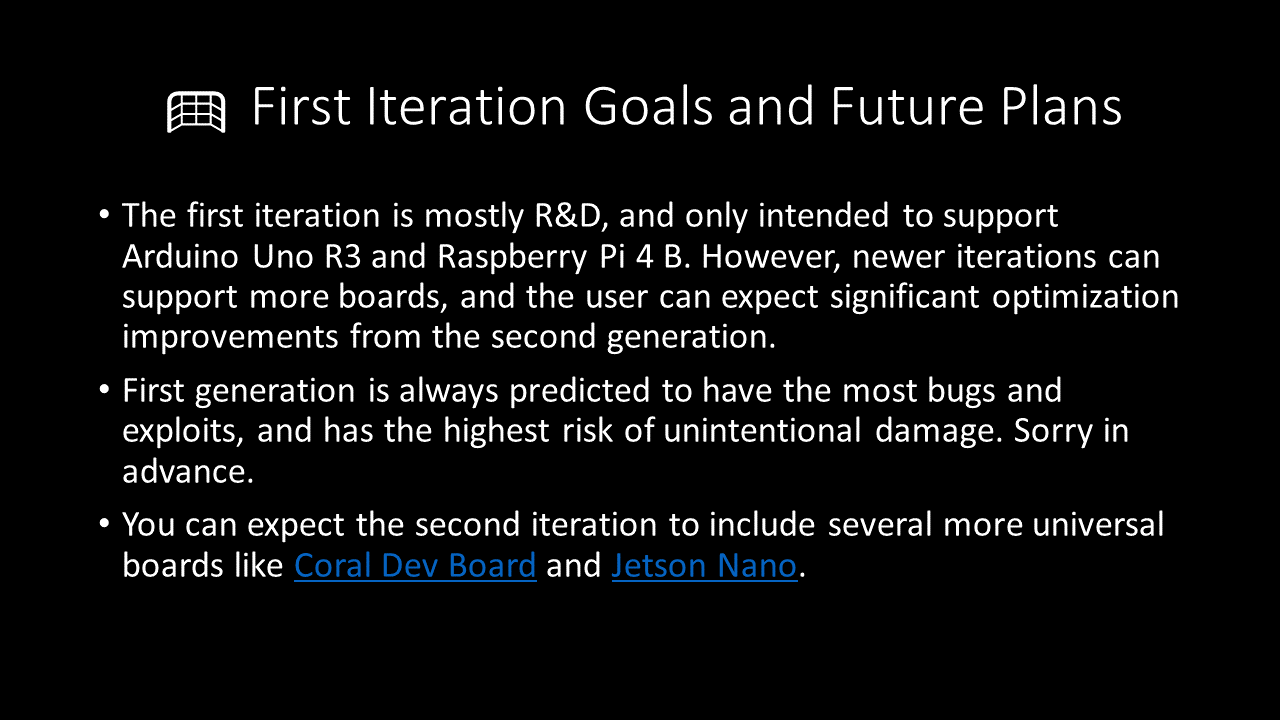 First Iteration Goals and Future Plans
• The first iteration is mostly R&D, and only intended to support
Arduino Uno R3 and Raspberry Pi 4 B. However, newer iterations can
support more boards, and the user can expect significant optimization
improvements from the second generation.
• First generation is always predicted to have the most bugs and
exploits, and has the highest risk of unintentional damage. Sorry in
advance.
• You can expect the second iteration to include several more universal
boards like Coral Dev Board and Jetson Nano.